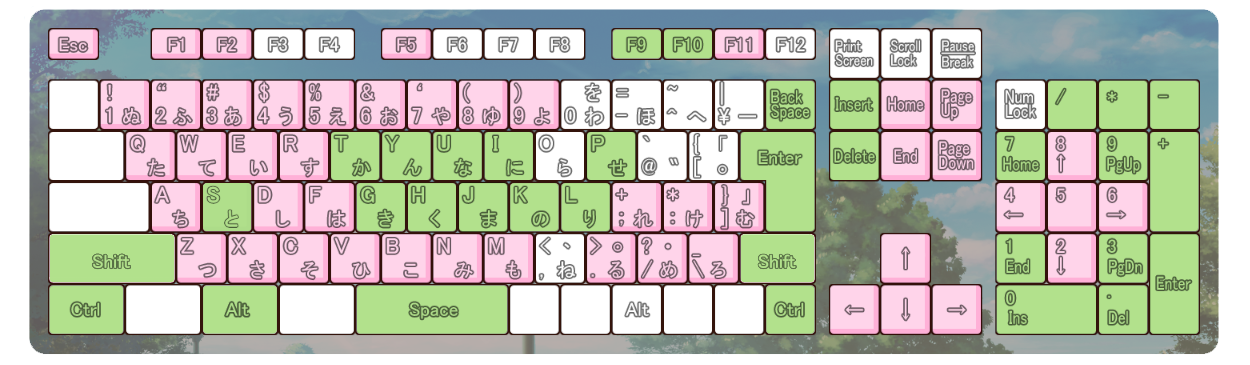 Esc F1 F2 F3 F4 F5 F6 F7 F8 F9 F10 F11 F12 Print Screen Scroll Lock Pause Break
! 1 ぬ “ 2 ふ # 3 あ $ 4 う % 5 え & 6 お ‘ 7 や ( 8 ゆ ) 9 よ を 0 わ = - ほ ~ ^ へ | ¥ ー Back Space Insert Home Page Up Num Lock / * -
Q た W て E い R す T か Y ん U な I に O ら P せ ` @ ゛ { [ 「 ° Enter Delete End Page Down 7 Home 8 ↑ 9 PgUp +
A ち S と D し F は G き H く J ま K の L り + ; れ * : け } ] 」 む 4 ← 5 6 →
Shift Z つ X さ C そ V ひ B こ N み M も < 、 , ね > 。 . る ? ・ / め _ \ ろ Shift ↑ 1 End 2 ↓ 3 PgDn Enter
Ctrl Alt Space Alt Ctrl ← ↓ → 0 Ins . Del